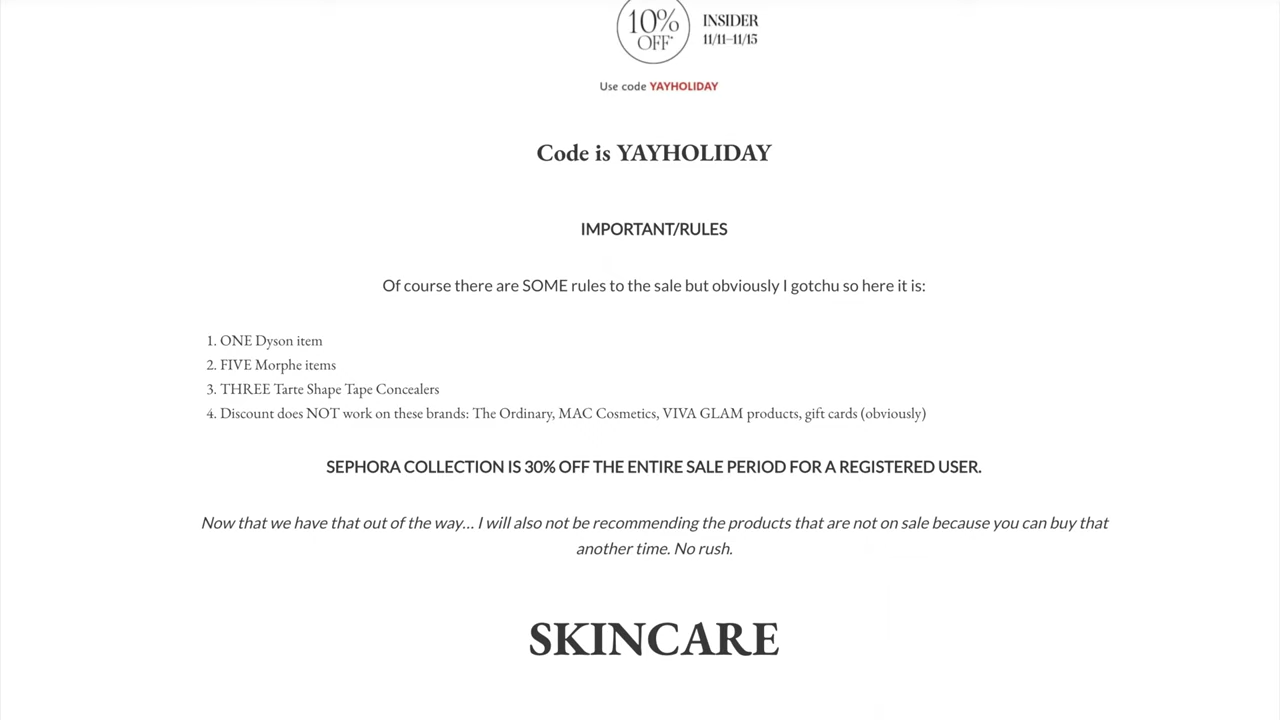 10%
OFF*
INSIDER
11/11–11/15
Use code YAYHOLIDAY
Code is YAYHOLIDAY
IMPORTANT/RULES
Of course there are SOME rules to the sale but obviously I gotchu so here it is:
1. ONE Dyson item
2. FIVE Morphe items
3. THREE Tarte Shape Tape Concealers
4. Discount does NOT work on these brands: The Ordinary, MAC Cosmetics, VIVA GLAM products, gift cards (obviously)
SEPHORA COLLECTION IS 30% OFF THE ENTIRE SALE PERIOD FOR A REGISTERED USER.
Now that we have that out of the way... I will also not be recommending the products that are not on sale because you can buy that
another time. No rush.
SKINCARE